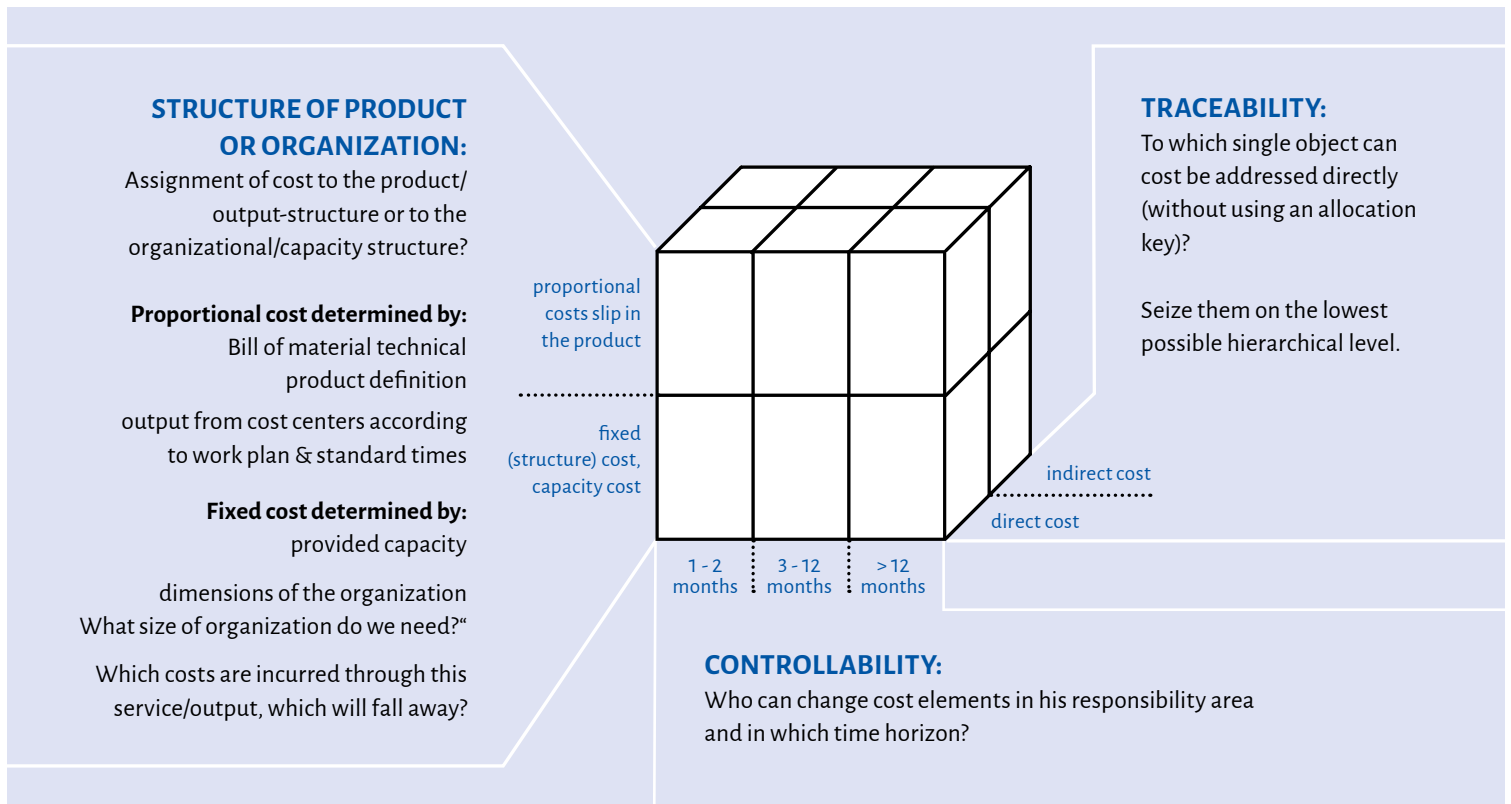 STRUCTURE OF PRODUCT
OR ORGANIZATION:
Assignment of cost to the product/
output-structure or to the
organizational/capacity structure?
Proportional cost determined by:
Bill of material technical
product definition
output from cost centers according
to work plan & standard times
Fixed cost determined by:
provided capacity
dimensions of the organization
What size of organization do we need?“
Which costs are incurred through this
service/output, which will fall away?
proportional
costs slip in
the product
fixed
(structure) cost,
capacity cost
1 - 2
months
3 - 12
months
> 12
months
indirect cost
direct cost
TRACEABILITY:
To which single object can
cost be addressed directly
(without using an allocation
key)?
Seize them on the lowest
possible hierarchical level.
CONTROLLABILITY:
Who can change cost elements in his responsibility area
and in which time horizon?